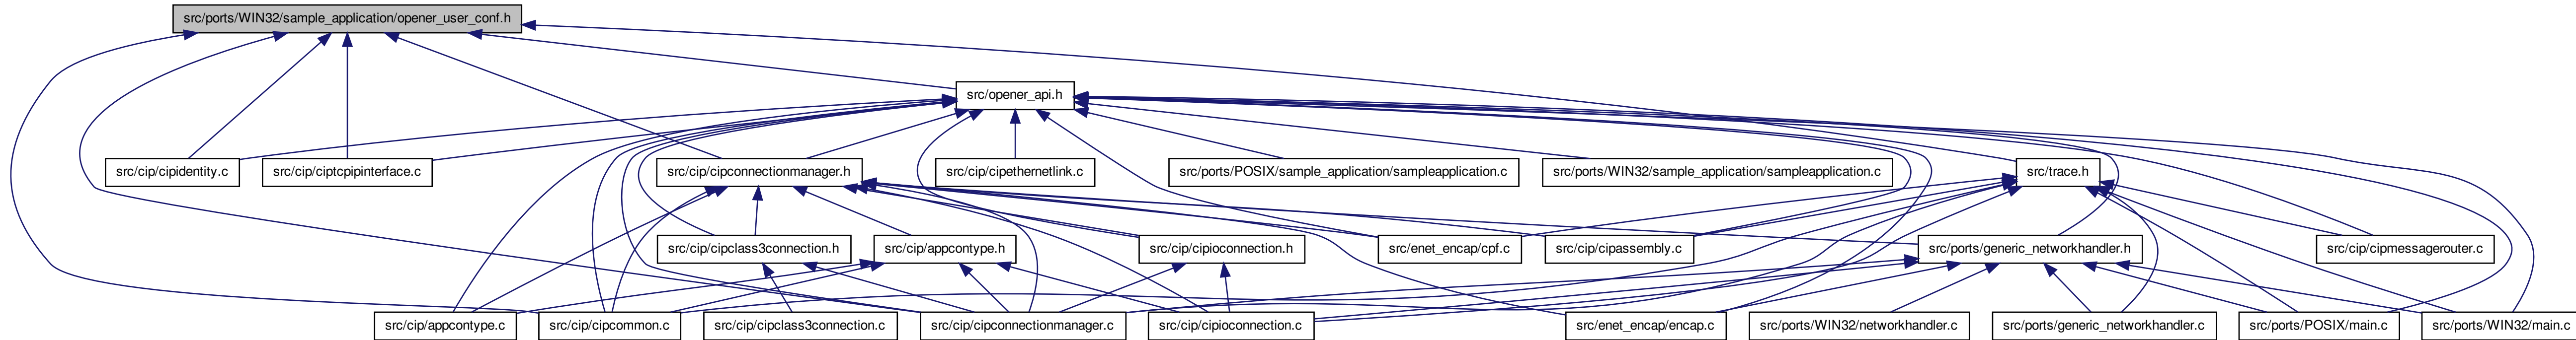 src/ports/WIN32/sample_application/opener_user_conf.h
src/opener_api.h
src/cip/cipidentity.c
src/cip/ciptcpipinterface.c
src/cip/cipconnectionmanager.h
src/cip/cipethernetlink.c
src/ports/POSIX/sample_application/sampleapplication.c
src/ports/WIN32/sample_application/sampleapplication.c
src/trace.h
src/cip/cipclass3connection.h
src/cip/appcontype.h
src/cip/cipioconnection.h
src/enet_encap/cpf.c
src/cip/cipassembly.c
src/ports/generic_networkhandler.h
src/cip/cipmessagerouter.c
src/cip/appcontype.c
src/cip/cipcommon.c
src/cip/cipclass3connection.c
src/cip/cipconnectionmanager.c
src/cip/cipioconnection.c
src/enet_encap/encap.c
src/ports/WIN32/networkhandler.c
src/ports/generic_networkhandler.c
src/ports/POSIX/main.c
src/ports/WIN32/main.c